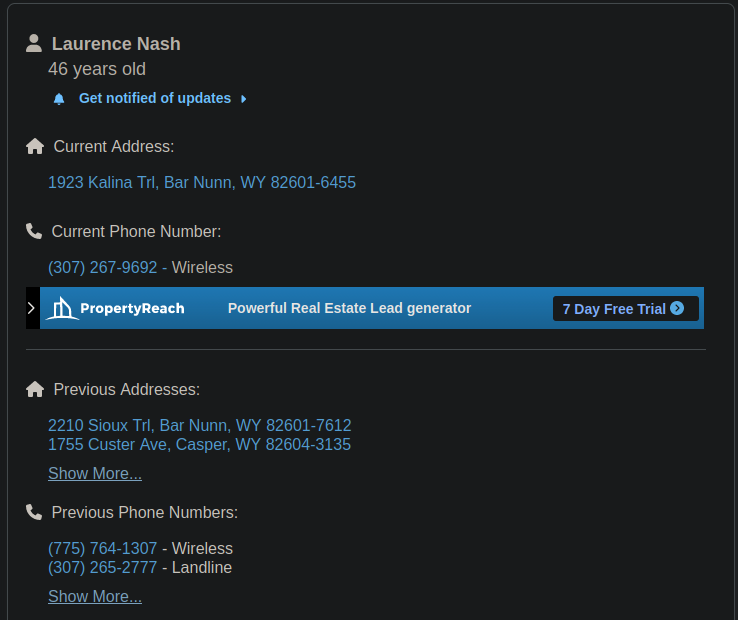 Laurence Nash
46 years old
Get notified of updates
Current Address:
1923 Kalina Trl, Bar Nunn, WY 82601-6455
Current Phone Number:
(307) 267-9692 - Wireless
PropertyReach Powerful Real Estate Lead generator 7 Day Free Trial
Previous Addresses:
2210 Sioux Trl, Bar Nunn, WY 82601-7612
1755 Custer Ave, Casper, WY 82604-3135
Show More...
Previous Phone Numbers:
(775) 764-1307 - Wireless
(307) 265-2777 - Landline
Show More...